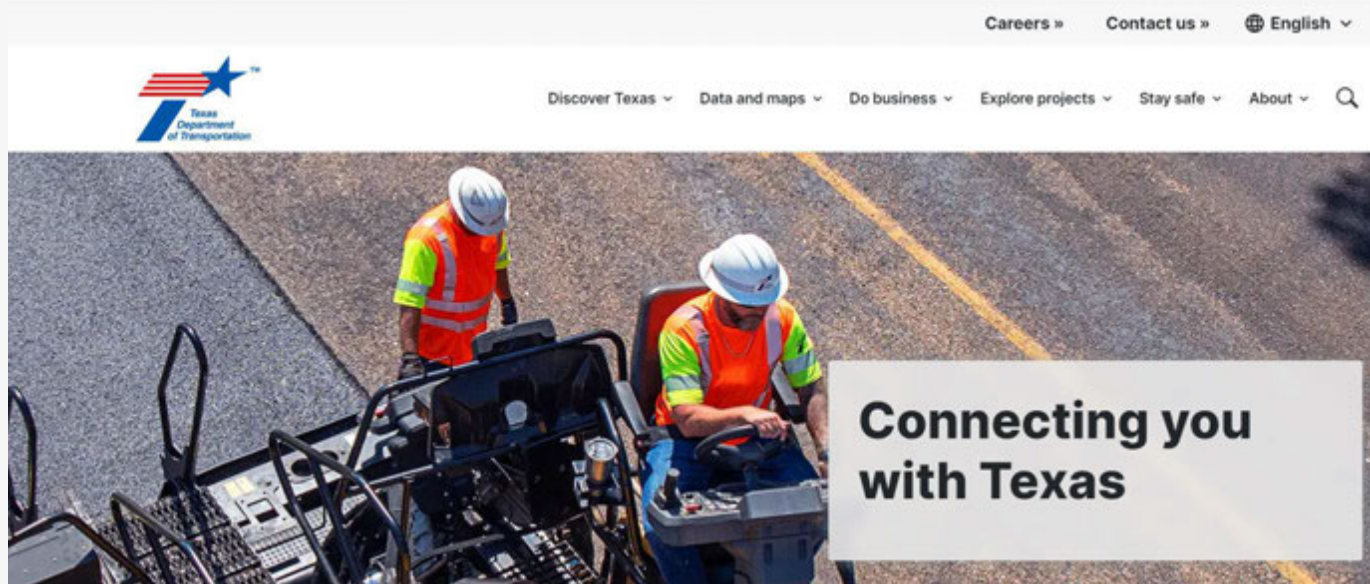 Careers »
Contact us »
English
TM
Texas
Department
of Transportation
Discover Texas
Data and maps
Do business
Explore projects
Stay safe
About
Connecting you
with Texas